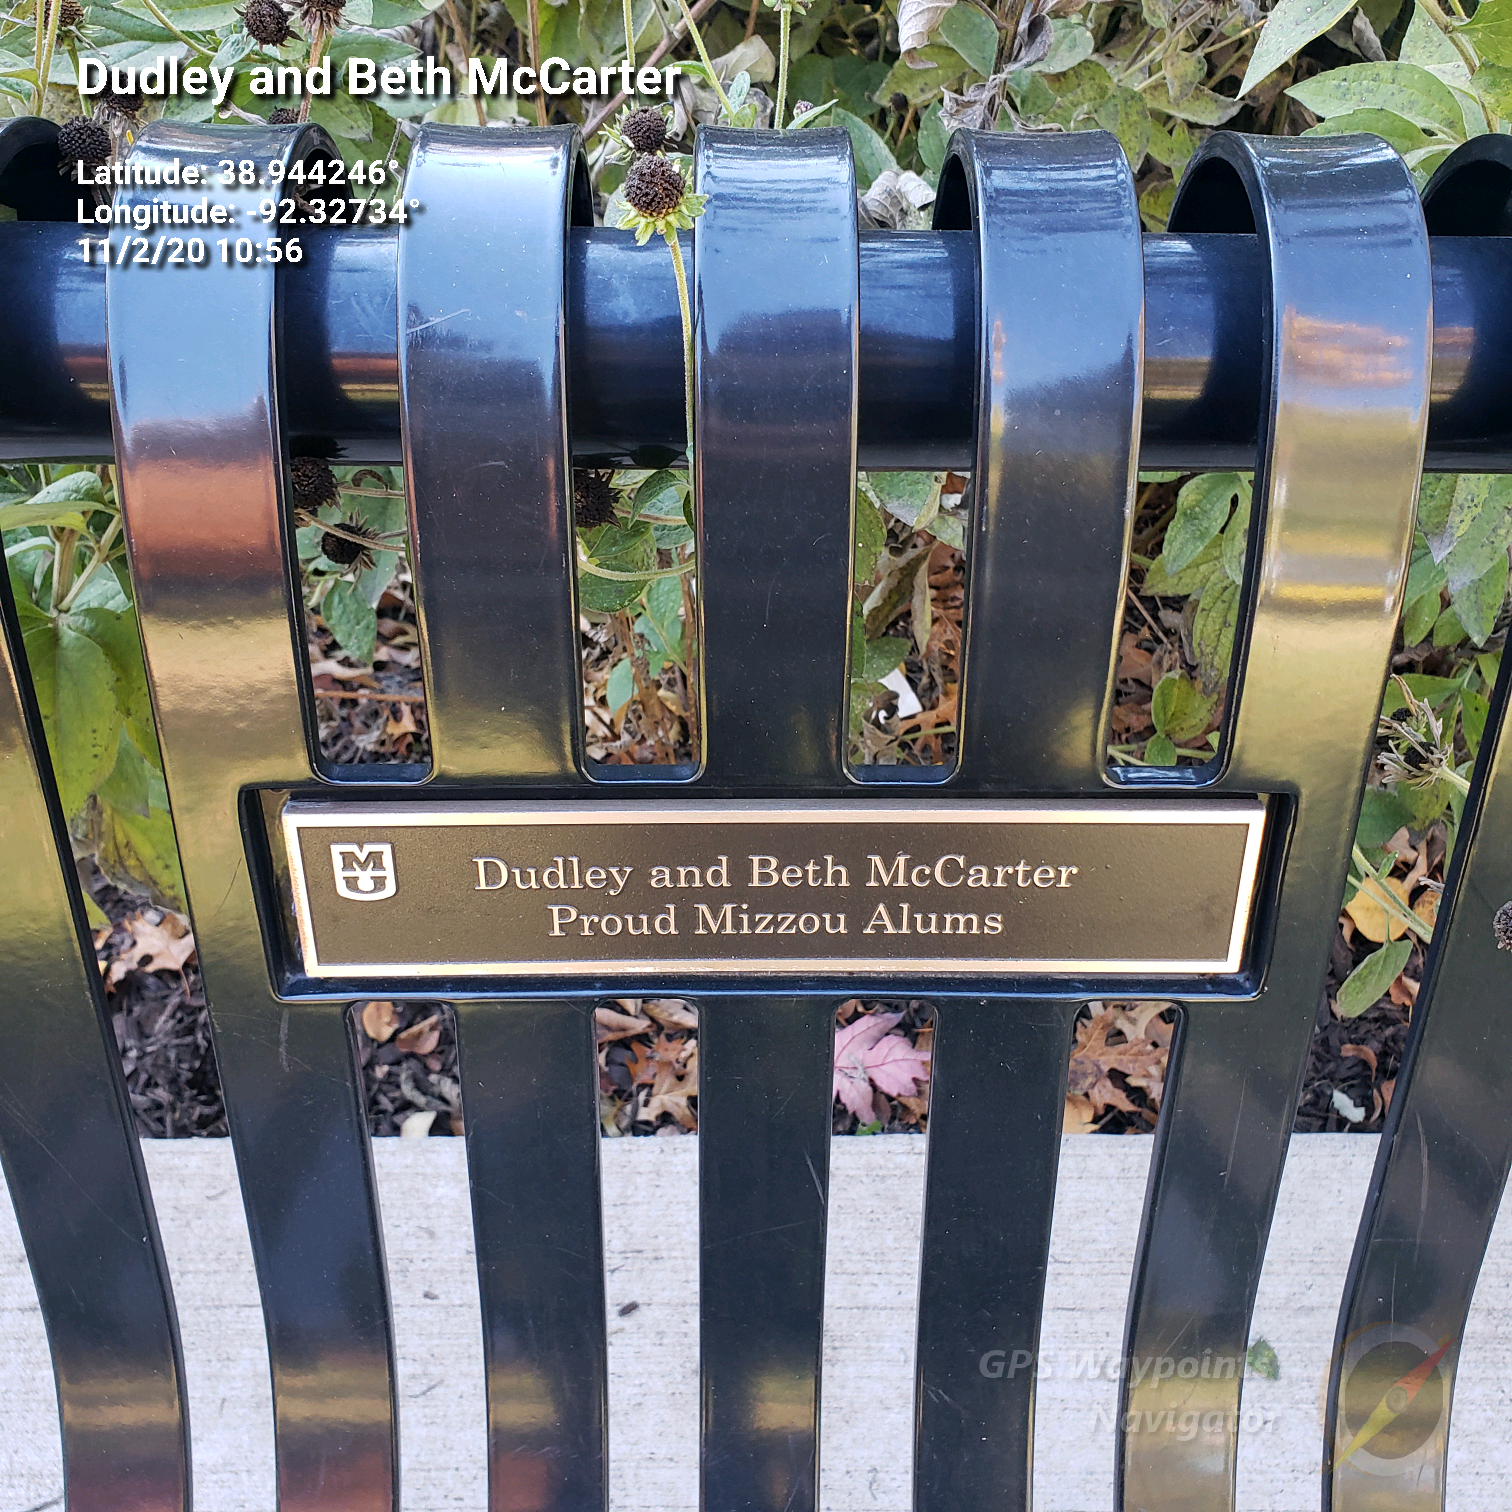 Dudley and Beth McCarter
Latitude: 38.944246°
Longitude: -92.32734°
11/2/20 10:56
MU
Dudley and Beth McCarter
Proud Mizzou Alums
GPS Waypoints
Navigator